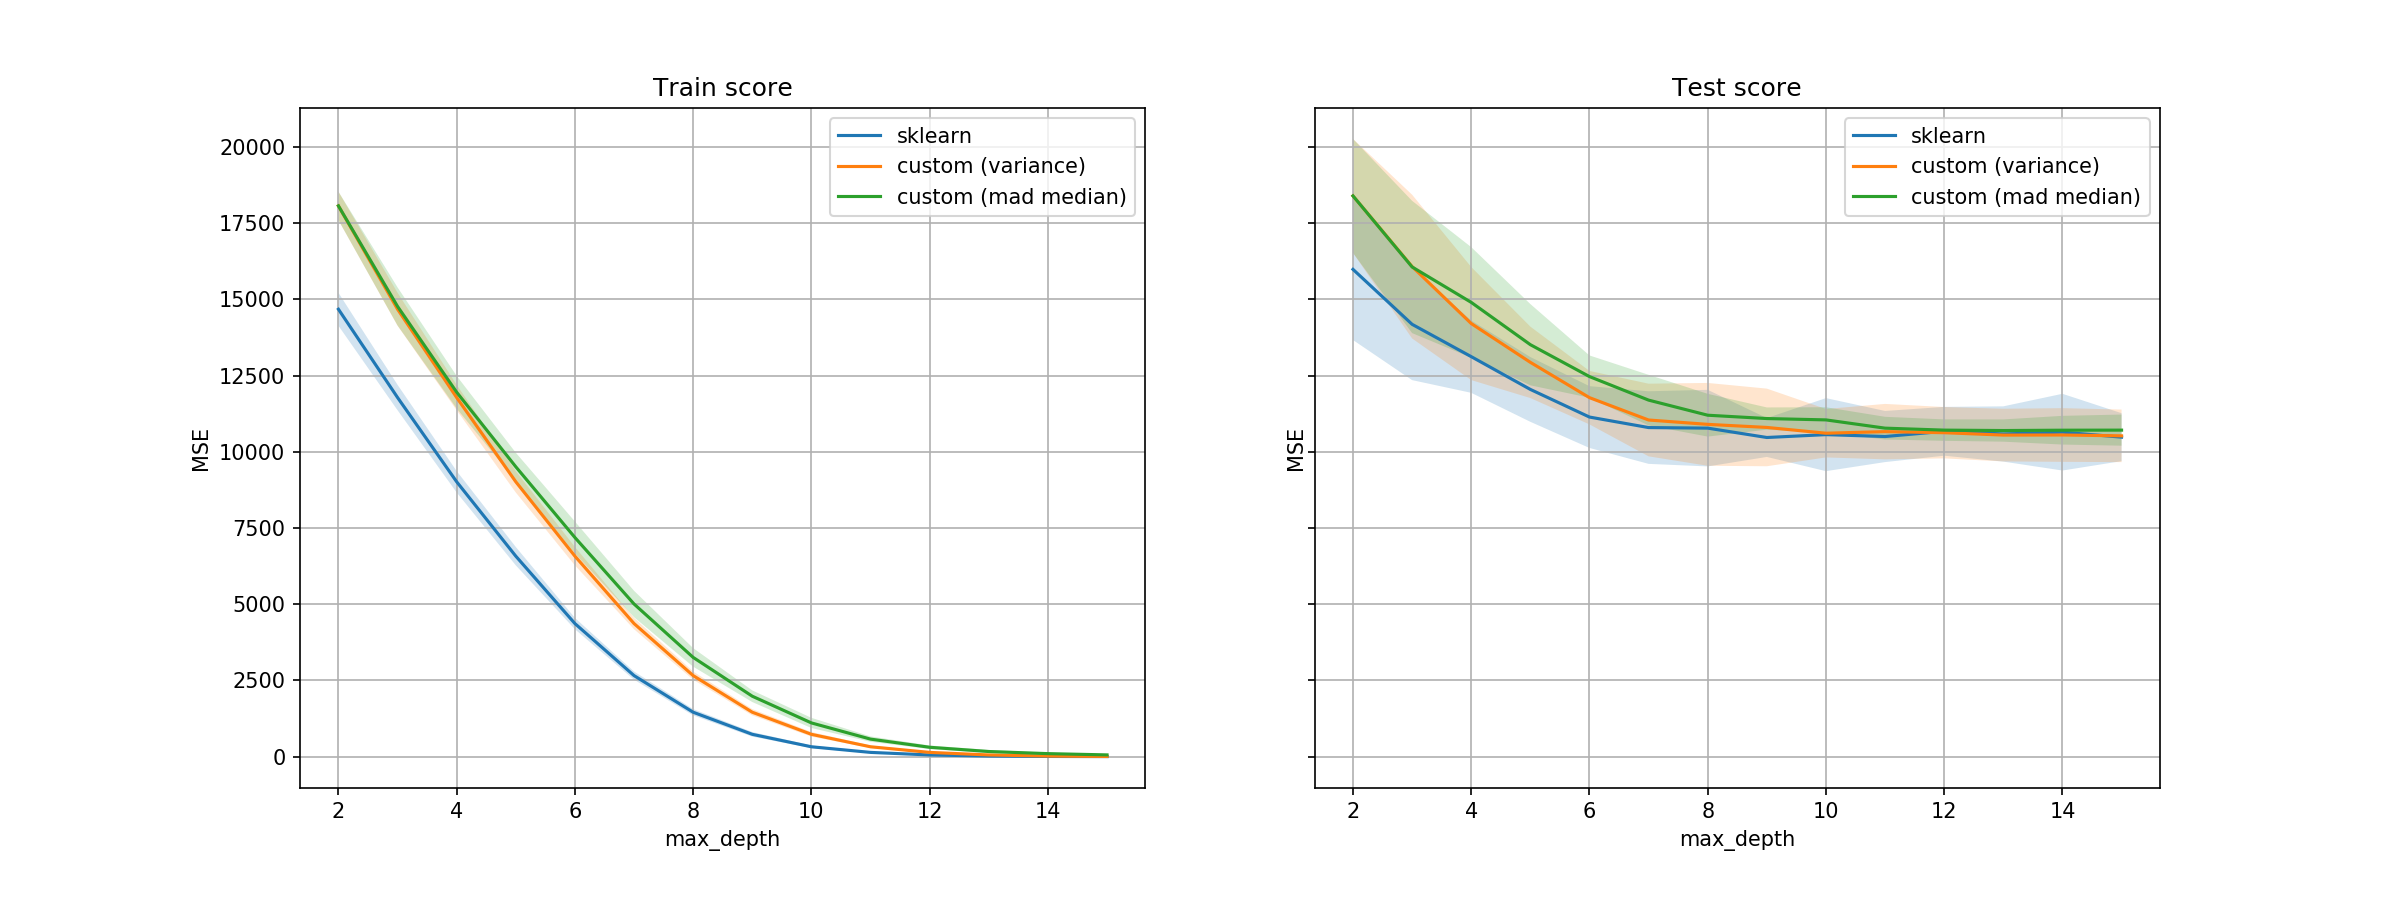 Train score
sklearn
custom (variance)
custom (mad median)
20000
17500
15000
12500
10000
7500
5000
2500
0
MSE
2 4 6 8 10 12 14
max_depth
Test score
sklearn
custom (variance)
custom (mad median)
MSE
2 4 6 8 10 12 14
max_depth